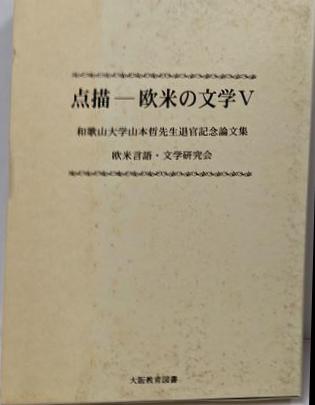 点描―欧米の文学Ⅴ
和歌山大学山本哲先生退官記念論文集
欧米言語・文学研究会
大阪教育図書